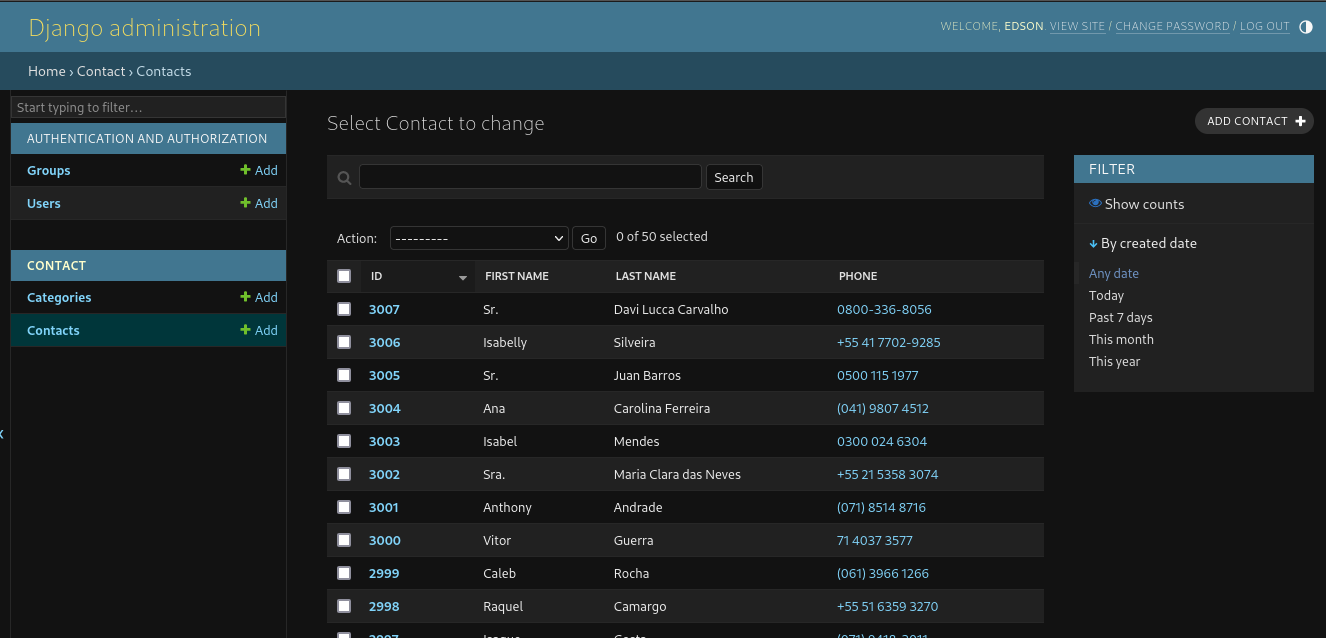 Django administration
WELCOME, EDSON. VIEW SITE / CHANGE PASSWORD / LOG OUT
Home › Contact › Contacts
Start typing to filter…
AUTHENTICATION AND AUTHORIZATION
Groups + Add
Users + Add
CONTACT
Categories + Add
Contacts + Add
Select Contact to change
ADD CONTACT +
Search
Action: --------- Go 0 of 50 selected
ID FIRST NAME LAST NAME PHONE
3007 Sr. Davi Lucca Carvalho 0800-336-8056
3006 Isabelly Silveira +55 41 7702-9285
3005 Sr. Juan Barros 0500 115 1977
3004 Ana Carolina Ferreira (041) 9807 4512
3003 Isabel Mendes 0300 024 6304
3002 Sra. Maria Clara das Neves +55 21 5358 3074
3001 Anthony Andrade (071) 8514 8716
3000 Vitor Guerra 71 4037 3577
2999 Caleb Rocha (061) 3966 1266
2998 Raquel Camargo +55 51 6359 3270
FILTER
Show counts
By created date
Any date
Today
Past 7 days
This month
This year